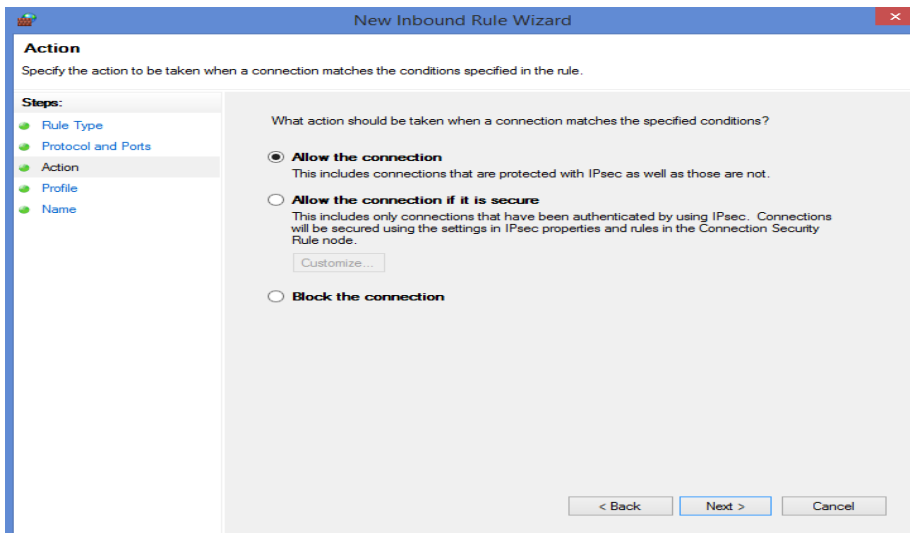 New Inbound Rule Wizard
Action
Specify the action to be taken when a connection matches the conditions specified in the rule.
Steps:
Rule Type
Protocol and Ports
Action
Profile
Name
What action should be taken when a connection matches the specified conditions?
Allow the connection
This includes connections that are protected with IPsec as well as those are not.
Allow the connection if it is secure
This includes only connections that have been authenticated by using IPsec. Connections
will be secured using the settings in IPsec properties and rules in the Connection Security
Rule node.
Customize...
Block the connection
< Back
Next >
Cancel